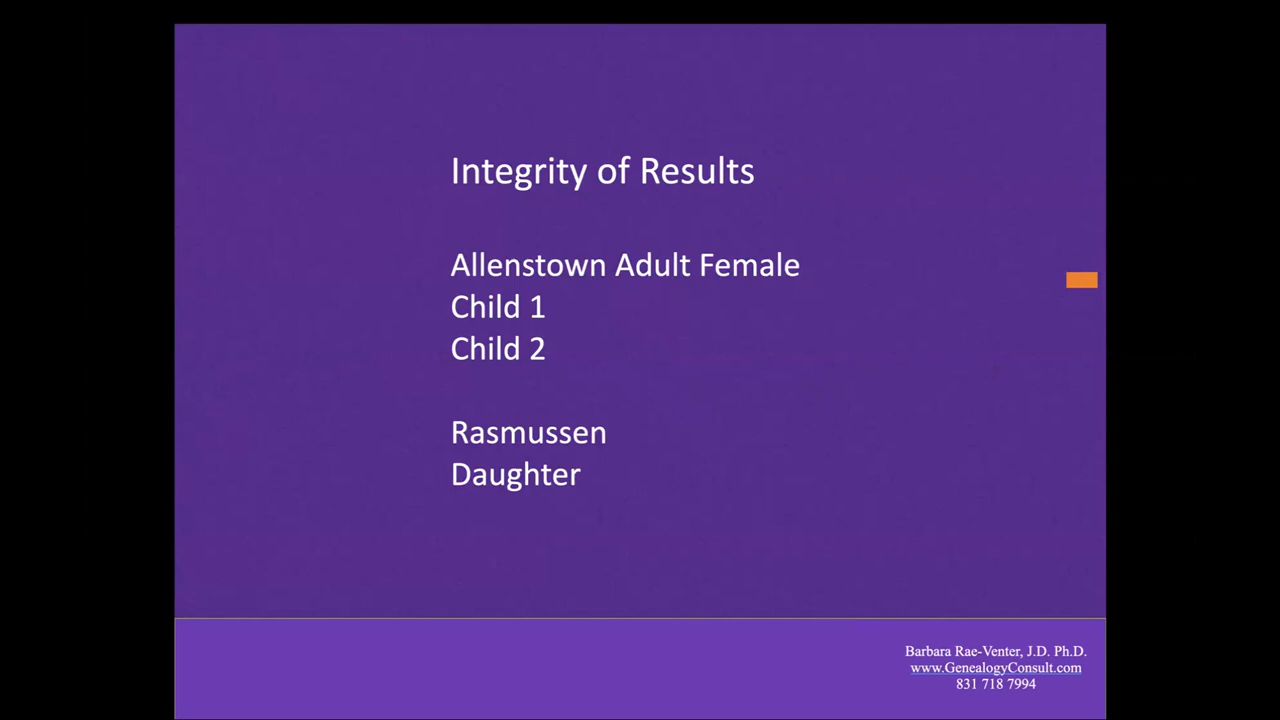 Integrity of Results
Allenstown Adult Female
Child 1
Child 2
Rasmussen
Daughter
Barbara Rae-Venter, J.D. Ph.D.
www.GenealogyConsult.com
831 718 7994